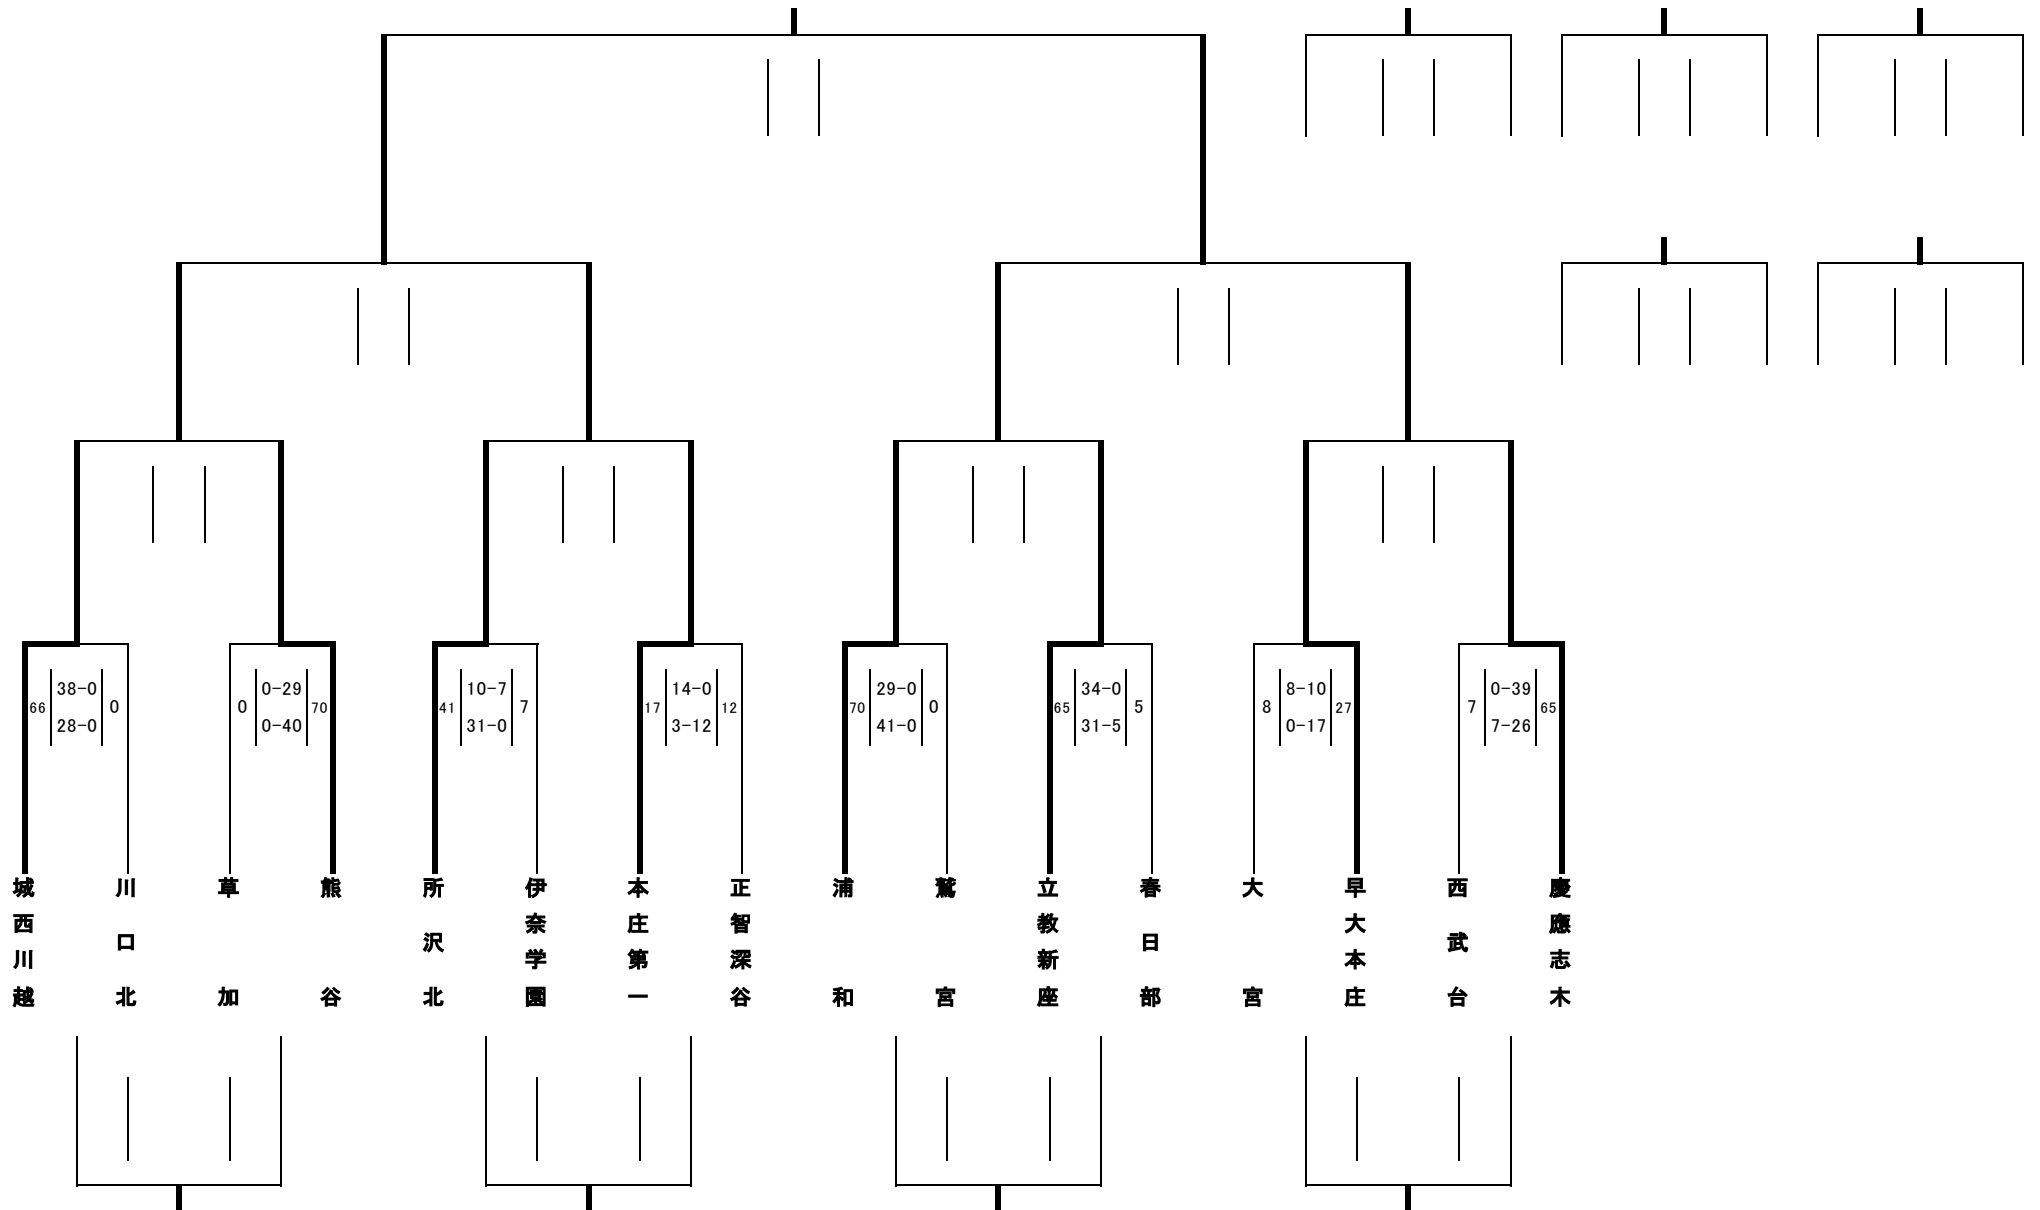 38-0
66 0
28-0
0-29
0 70
0-40
10-7
41 7
31-0
14-0
17 12
3-12
29-0
70 0
41-0
34-0
65 5
31-5
8-10
8 27
0-17
0-39
7 65
7-26
城西川越
川口北
草加
熊谷
所沢北
伊奈学園
本庄第一
正智深谷
浦和
鷲宮
立教新座
春日部
大宮
早大本庄
西武台
慶應志木